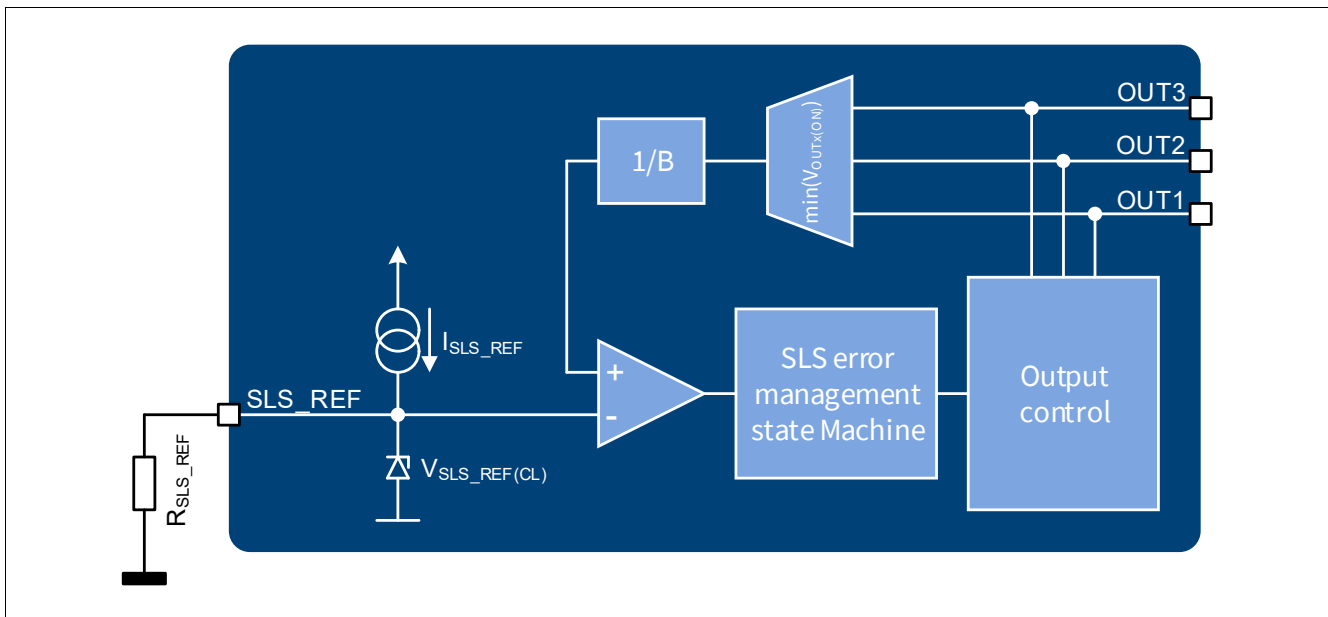 OUT3
OUT2
OUT1
min(VOUTx(ON))
1/B
ISLS_REF
SLS_REF
+
-
SLS error
management
state Machine
Output
control
VSLS_REF(CL)
RSLS_REF